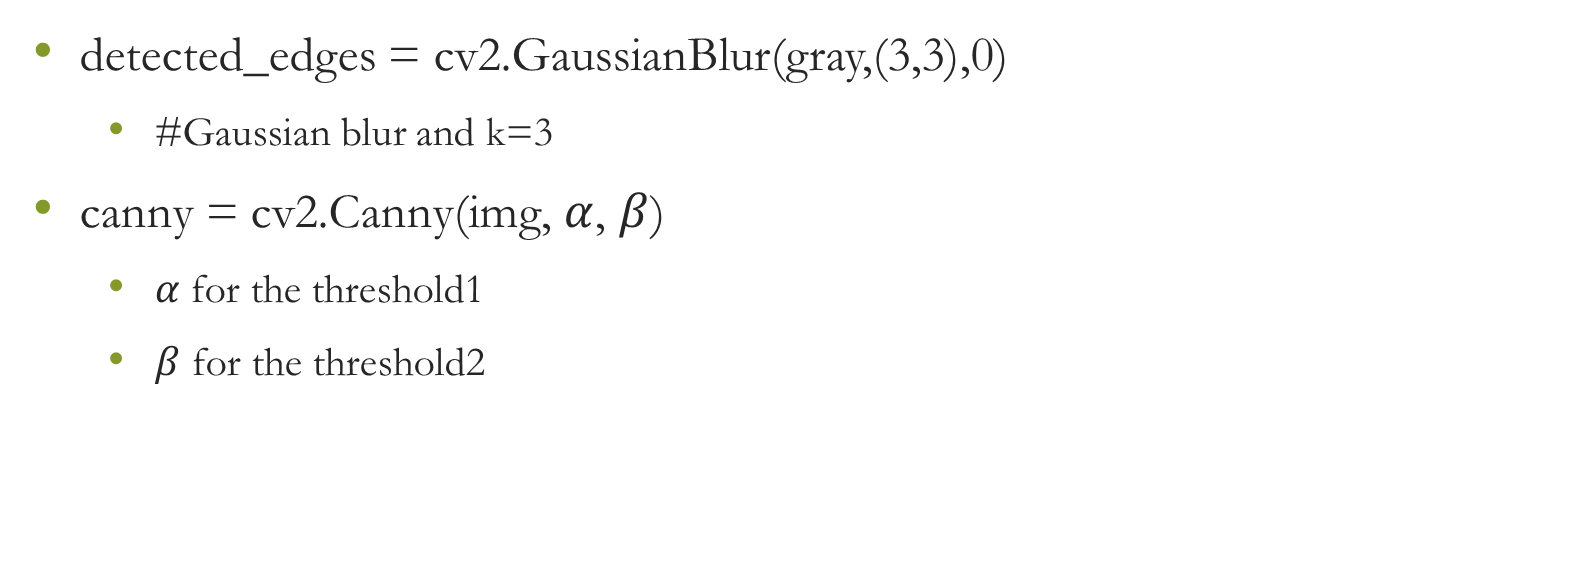 • detected_edges = cv2.GaussianBlur(gray,(3,3),0)
• #Gaussian blur and k=3
• canny = cv2.Canny(img, α, β)
• α for the threshold1
• β for the threshold2